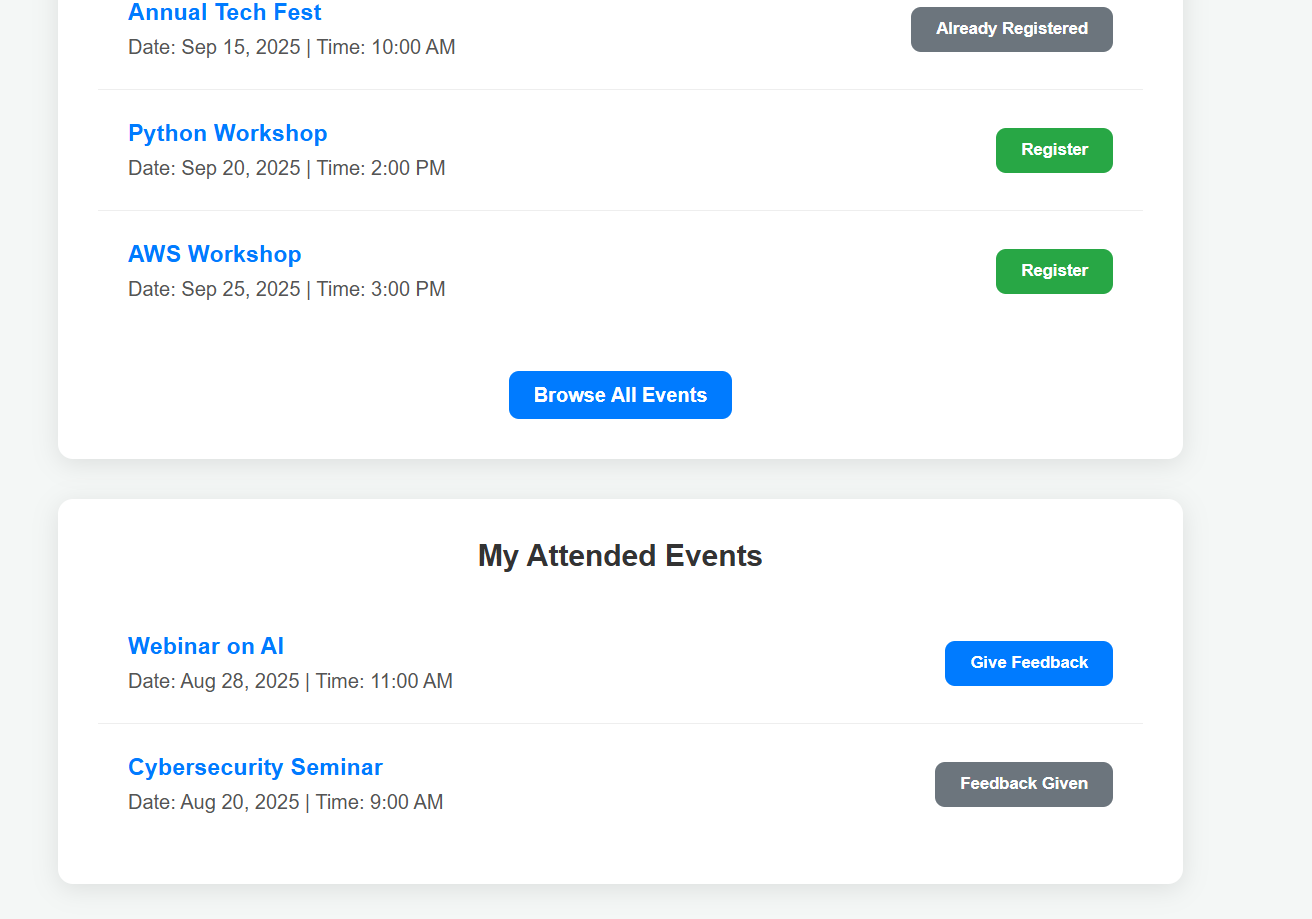 Annual Tech Fest
Date: Sep 15, 2025 | Time: 10:00 AM
Already Registered
Python Workshop
Date: Sep 20, 2025 | Time: 2:00 PM
Register
AWS Workshop
Date: Sep 25, 2025 | Time: 3:00 PM
Register
Browse All Events
My Attended Events
Webinar on AI
Date: Aug 28, 2025 | Time: 11:00 AM
Give Feedback
Cybersecurity Seminar
Date: Aug 20, 2025 | Time: 9:00 AM
Feedback Given